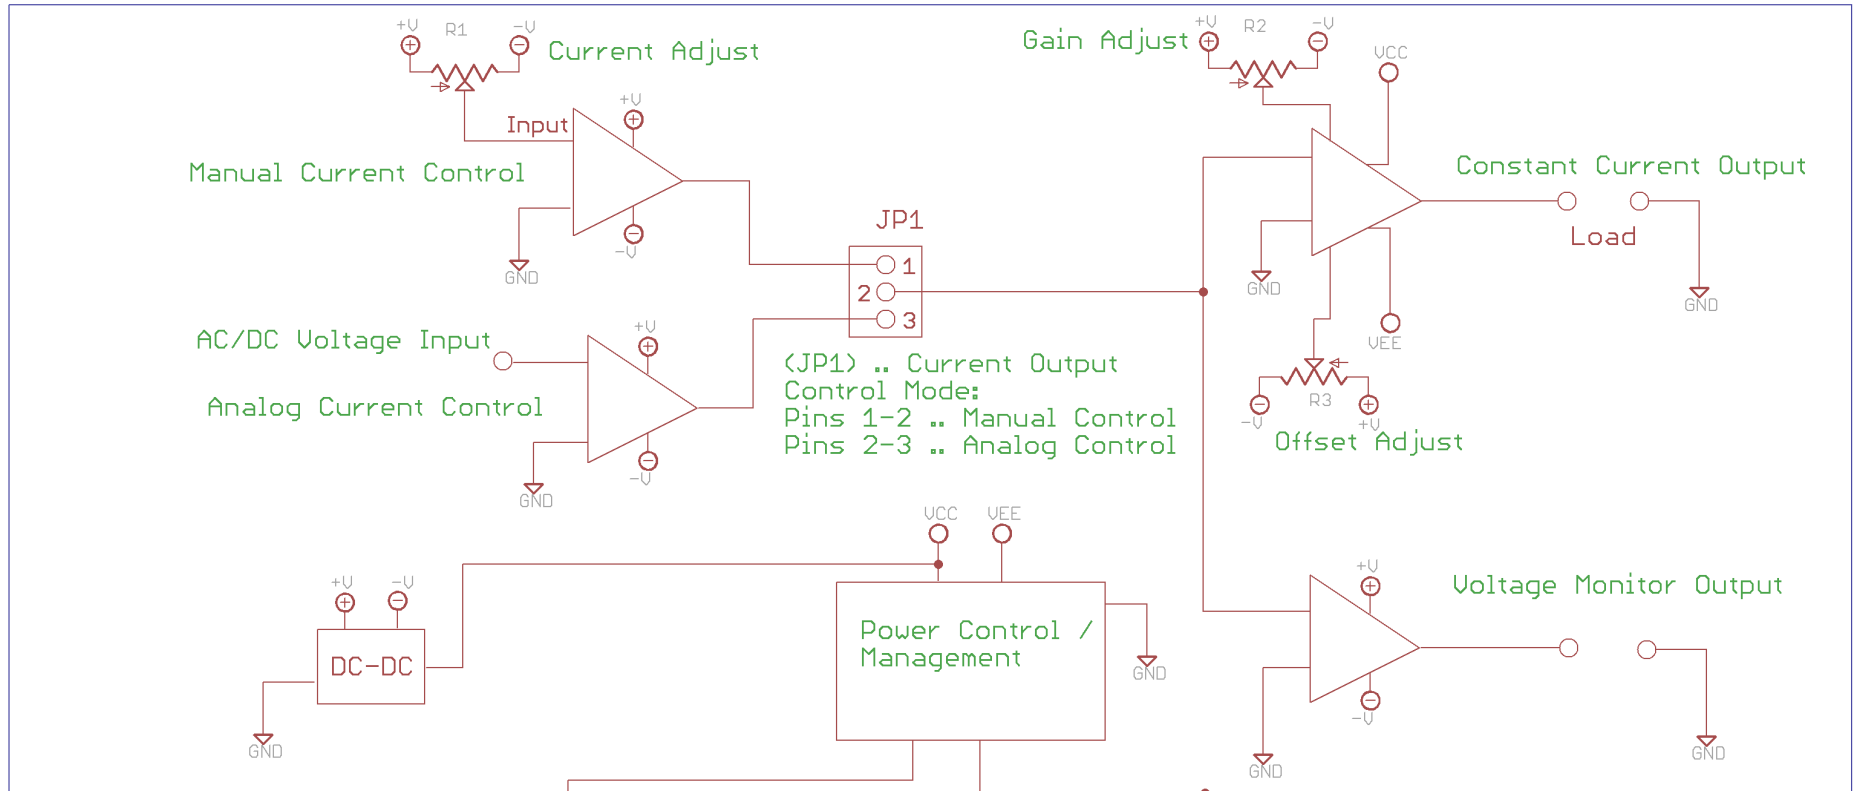 +V
R1
-V
Current Adjust
Gain Adjust
+V
R2
-V
VCC
Input
+V
Manual Current Control
-V
GND
JP1
1
2
3
Constant Current Output
Load
GND
GND
VEE
AC/DC Voltage Input
+V
Analog Current Control
-V
GND
(JP1) .. Current Output
Control Mode:
Pins 1-2 .. Manual Control
Pins 2-3 .. Analog Control
-V
R3
+V
Offset Adjust
VCC
VEE
+V
-V
DC-DC
GND
Power Control /
Management
GND
+V
Voltage Monitor Output
-V
GND
GND